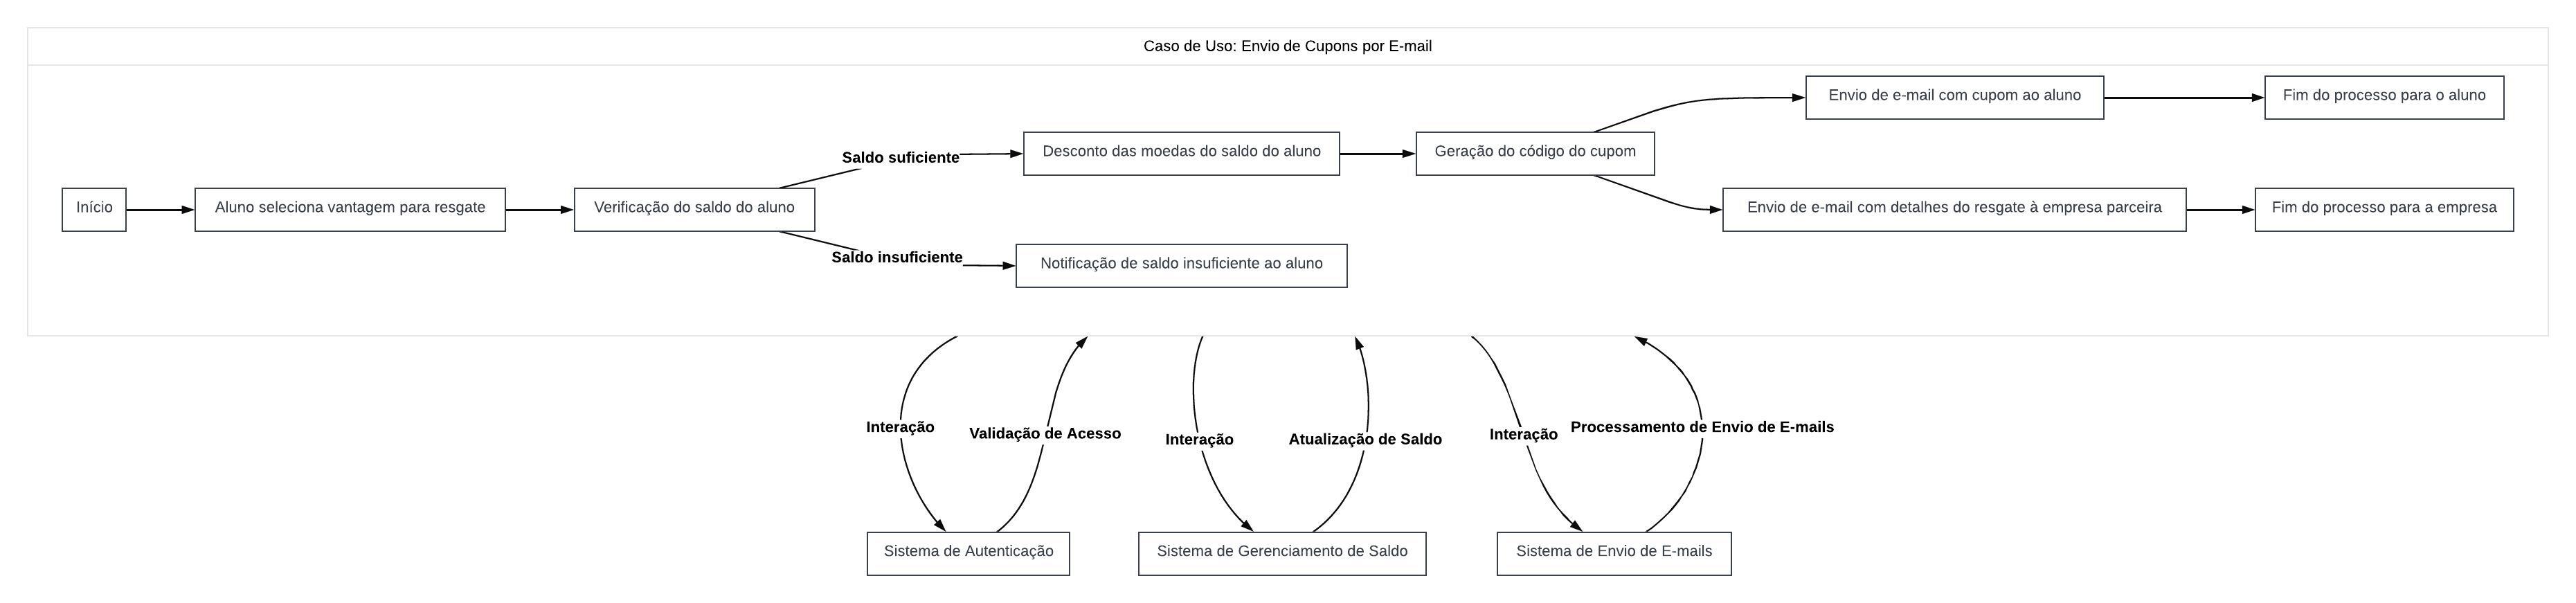 Caso de Uso: Envio de Cupons por E-mail
Envio de e-mail com cupom ao aluno
Fim do processo para o aluno
Saldo suficiente
Desconto das moedas do saldo do aluno
Geração do código do cupom
Início
Aluno seleciona vantagem para resgate
Verificação do saldo do aluno
Envio de e-mail com detalhes do resgate à empresa parceira
Fim do processo para a empresa
Saldo insuficiente
Notificação de saldo insuficiente ao aluno
Interação
Validação de Acesso
Interação
Atualização de Saldo
Interação
Processamento de Envio de E-mails
Sistema de Autenticação
Sistema de Gerenciamento de Saldo
Sistema de Envio de E-mails